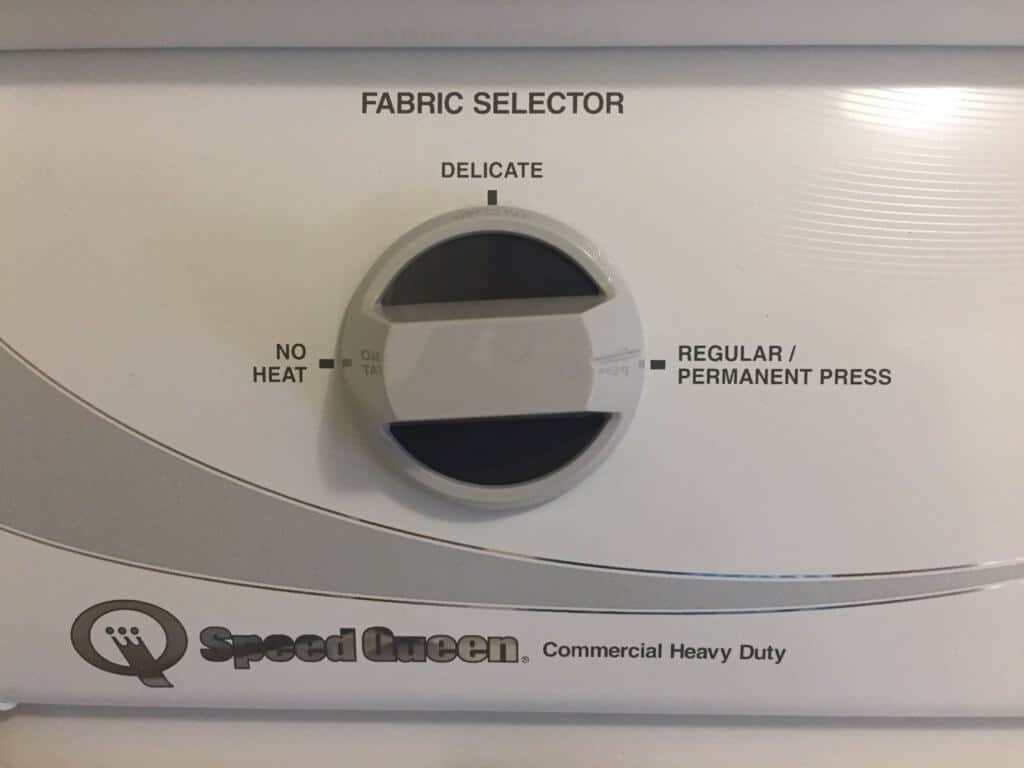 FABRIC SELECTOR
DELICATE
NO
HEAT
REGULAR /
PERMANENT PRESS
Speed Queen®
Commercial Heavy Duty